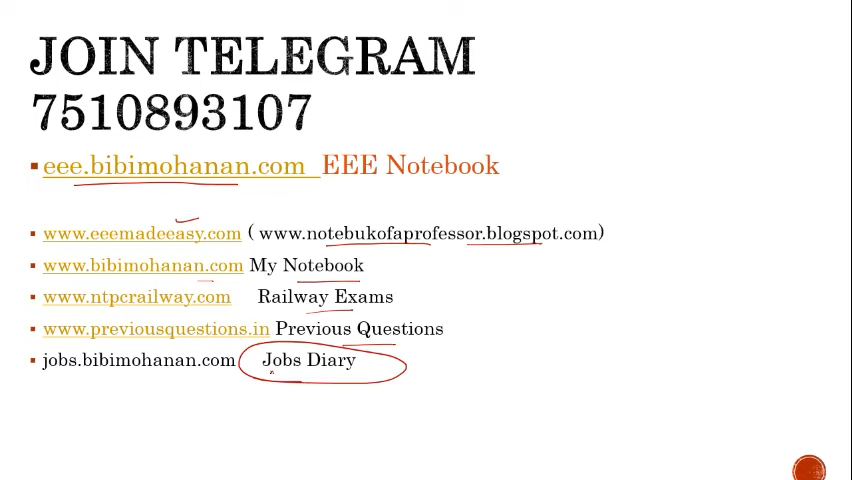 JOIN TELEGRAM
7510893107
eee.bibimohanan.com EEE Notebook
www.eeemadeeasy.com ( www.notebukofaprofessor.blogspot.com)
www.bibimohanan.com My Notebook
www.ntpcrailway.com Railway Exams
www.previousquestions.in Previous Questions
jobs.bibimohanan.com Jobs Diary